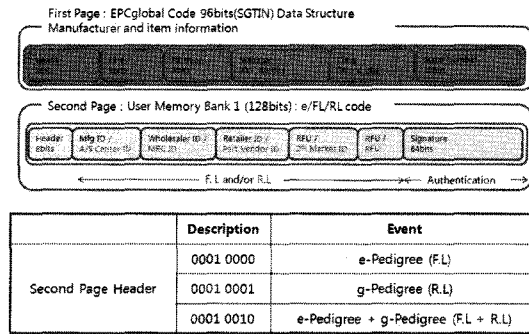 First Page : EPCglobal Code 96bits(SGTIN) Data Structure
Manufacturer and item information
Second Page : User Memory Bank 1 (128bits) : e/FL/RL code
Header Mfg ID / Wholesaler ID / Retailer ID / RFU / RFU / Signature
8bits A/S Center ID MRC ID Part Vendor ID 2nd Market ID RFU 64bits
F.L and/or R.L Authentication
Description Event
Second Page Header
0001 0000 e-Pedigree (F.L)
0001 0001 g-Pedigree (R.L)
0001 0010 e-Pedigree + g-Pedigree (F.L + R.L)